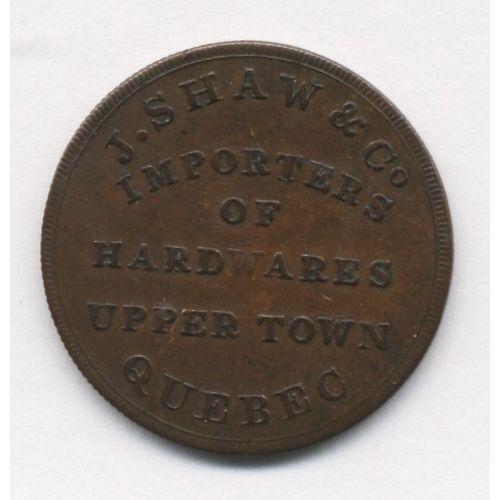 J. SHAW & Co
IMPORTERS
OF
HARDWARES
UPPER TOWN
QUEBEC